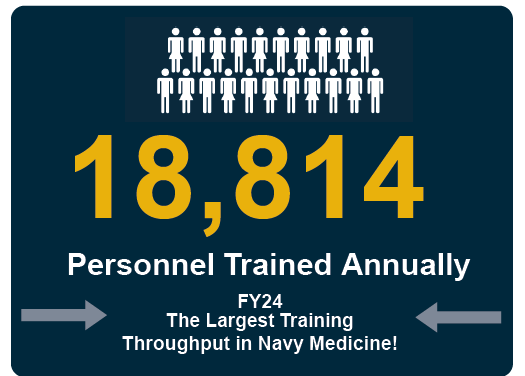 18,814
Personnel Trained Annually
FY24
The Largest Training
Throughput in Navy Medicine!